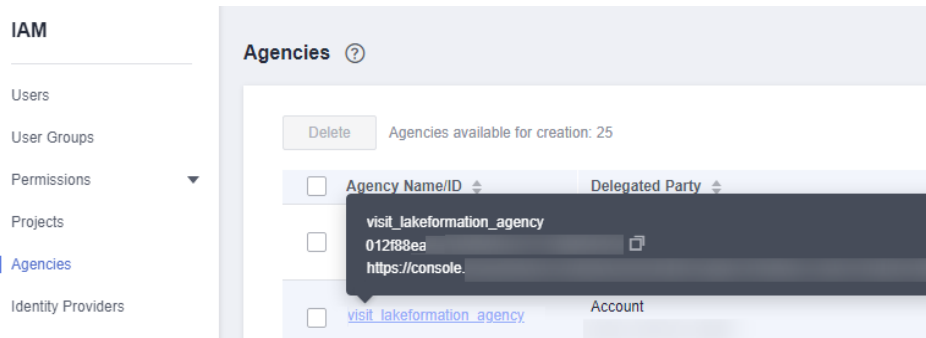 IAM
Users
User Groups
Permissions
Projects
Agencies
Identity Providers
Agencies ?
Delete Agencies available for creation: 25
Agency Name/ID Delegated Party
visit_lakeformation_agency
012f88ea
https://console.
visit_lakeformation_agency Account